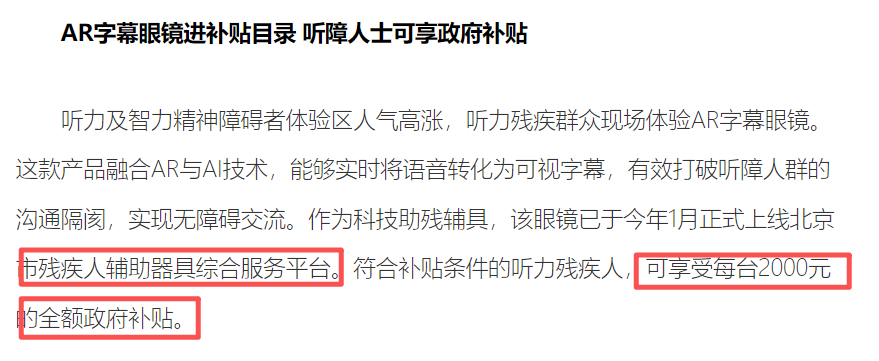 AR字幕眼镜进补贴目录 听障人士可享政府补贴
听力及智力精神障碍者体验区人气高涨，听力残疾群众现场体验AR字幕眼镜。
这款产品融合AR与AI技术，能够实时将语音转化为可视字幕，有效打破听障人群的
沟通隔阂，实现无障碍交流。作为科技助残辅具，该眼镜已于今年1月正式上线北京
市残疾人辅助器具综合服务平台。符合补贴条件的听力残疾人，可享受每台2000元
的全额政府补贴。